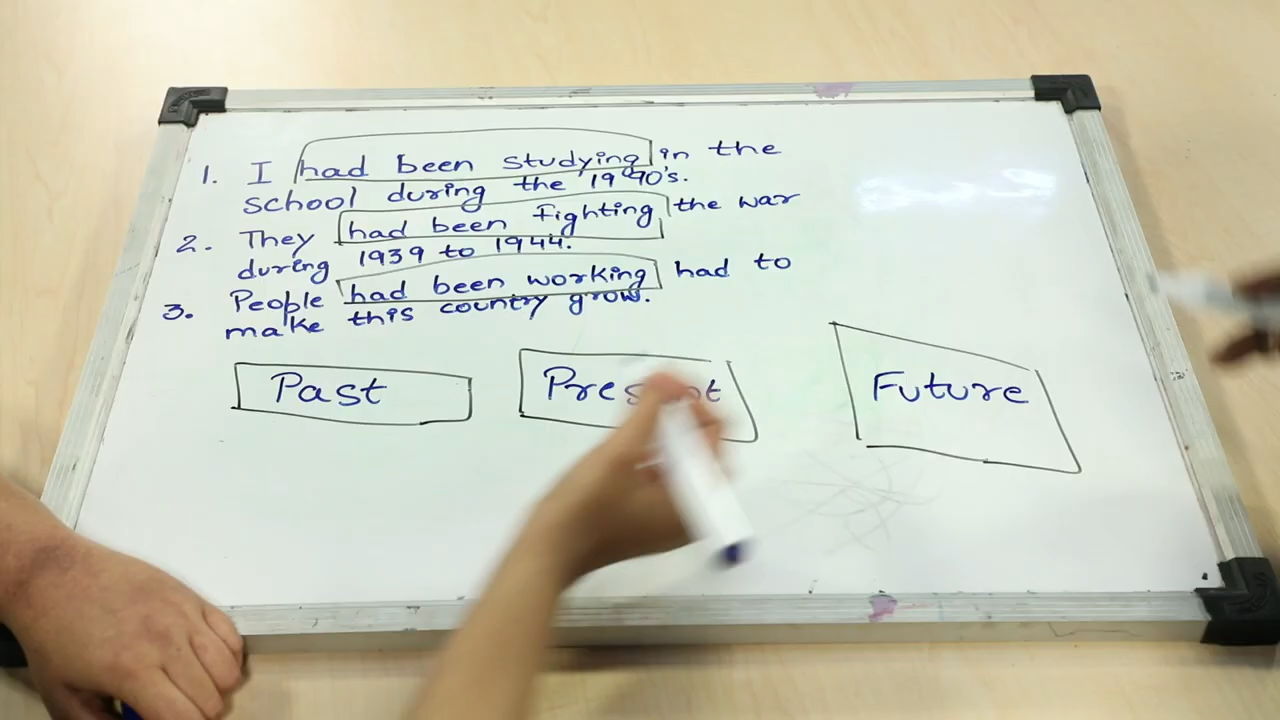 1. I had been studying in the
school during the 1990's.
2. They had been fighting the war
during 1939 to 1944.
3. People had been working had to
make this country grow.
Past
Future